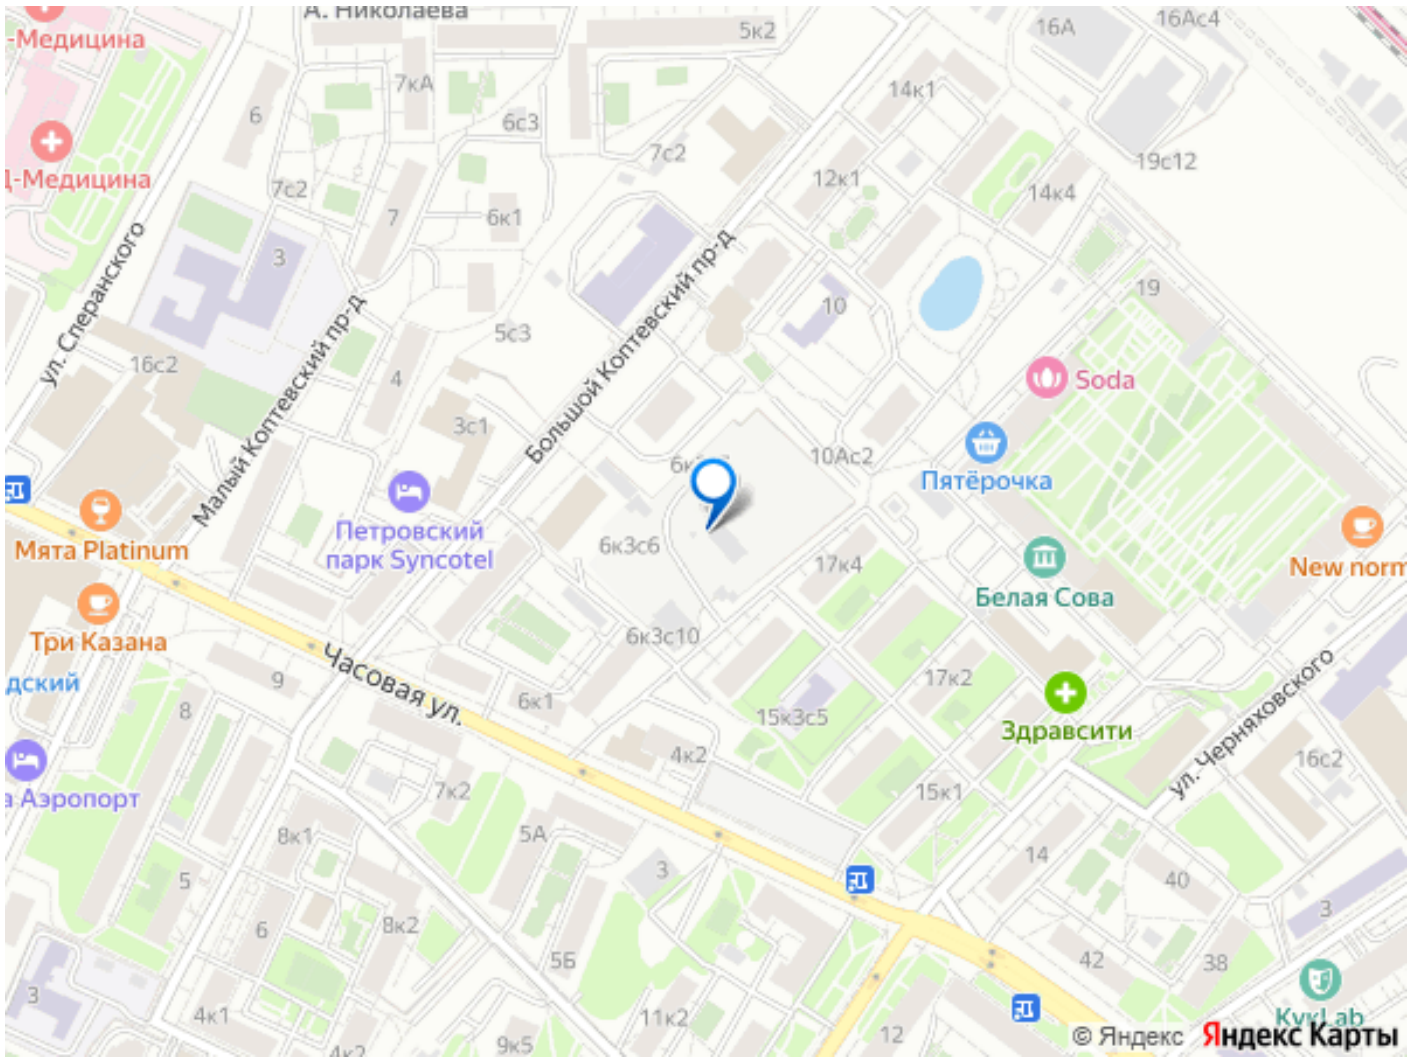 А. Николаева
5к2
16А
16Ас4
-Медицина
7кА
14к1
6
6с3
7с2
19с12
Д-Медицина
12к1
14к4
7с2
7
6к1
ул. Сперанского
3
Большой Коптевский пр-д
19
10
Малый Коптевский пр-д
5с3
16с2
4
Soda
3с1
10Ас2
Пятёрочка
Мята Platinum
Петровский
парк Syncotel
6к3с6
17к4
New norm
Белая Сова
Три Казана
6к3с10
дский
Часовая ул.
9
17к2
8
6к1
15к3с5
Здравсити
ул. Черняховского
4к2
16с2
а Аэропорт
7к2
15к1
8к1
5А
14
5
3
40
6
8к2
3
5Б
42
38
3
4к1
11к2
12
9к5
4к2
КукLab
© Яндекс
Яндекс Карты